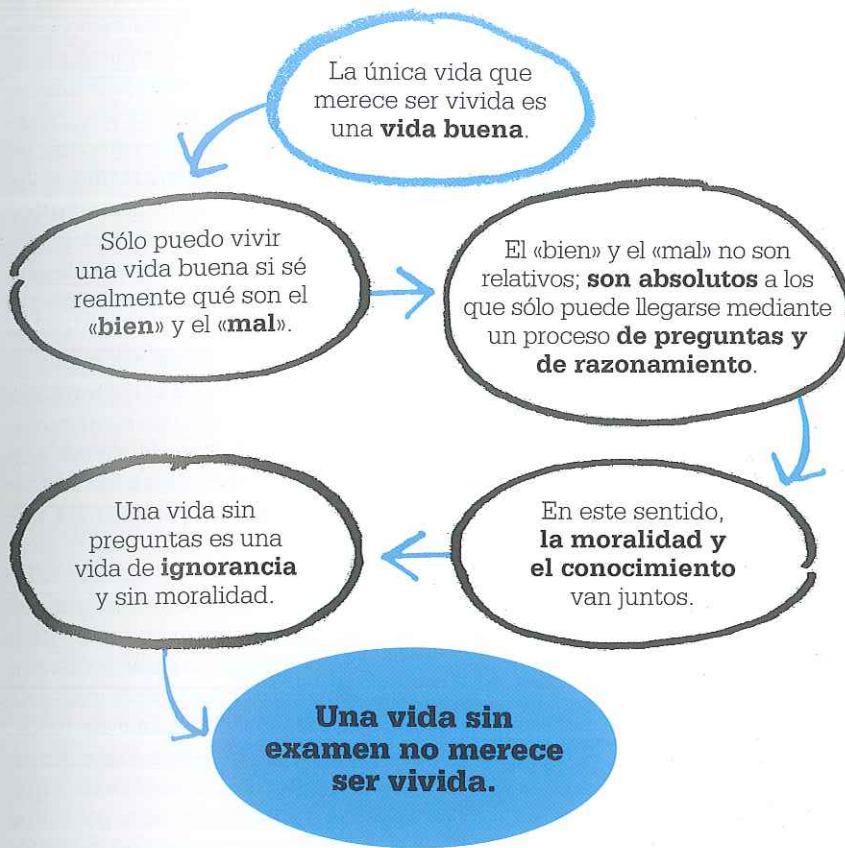 La única vida que
merece ser vivida es
una vida buena.
Sólo puedo vivir
una vida buena si sé
realmente qué son el
«bien» y el «mal».
El «bien» y el «mal» no son
relativos; son absolutos a los
que sólo puede llegarse mediante
un proceso de preguntas y
de razonamiento.
En este sentido,
la moralidad y
el conocimiento
van juntos.
Una vida sin
preguntas es una
vida de ignorancia
y sin moralidad.
Una vida sin
examen no merece
ser vivida.